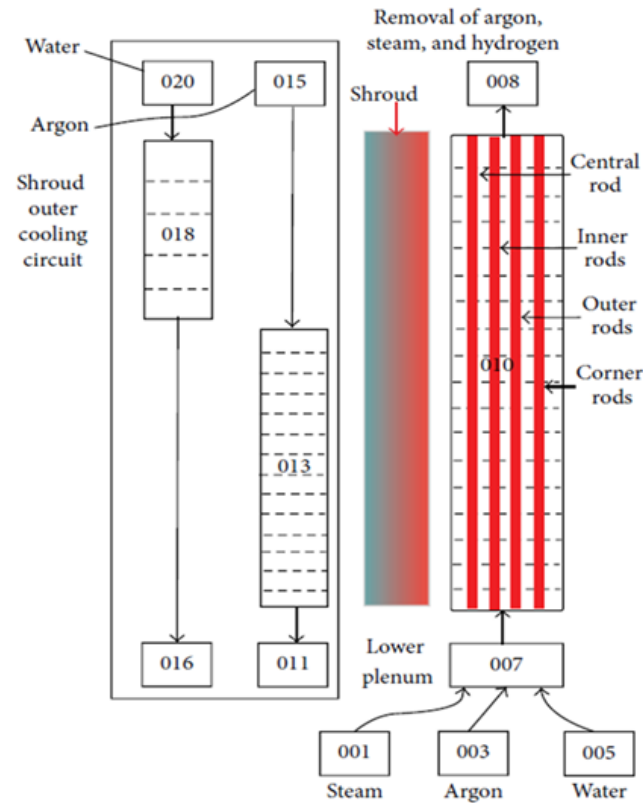 Removal of argon,
steam, and hydrogen
Water
020
015
008
Shroud
Argon
Central
rod
Shroud
outer
cooling
circuit
018
Inner
rods
Outer
rods
010
Corner
rods
013
Lower
plenum
016
011
007
001
003
005
Steam
Argon
Water